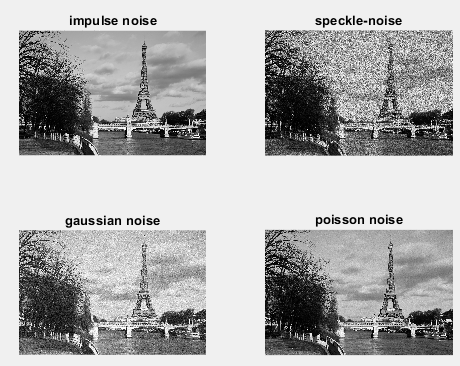 impulse noise
speckle-noise
gaussian noise
poisson noise